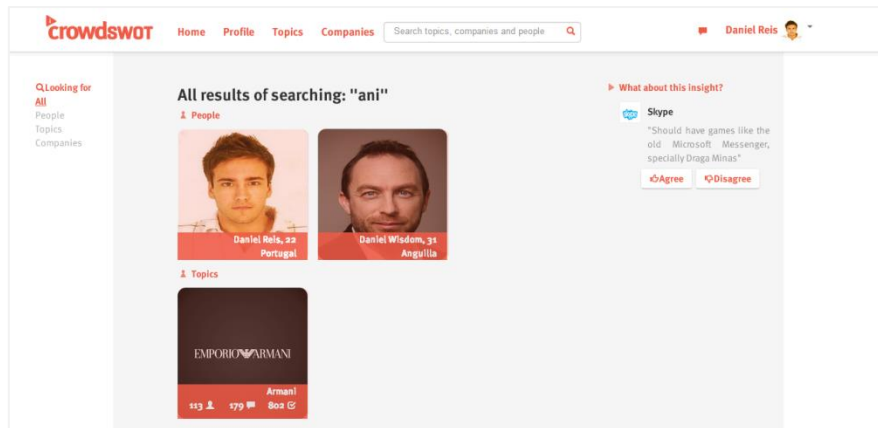 crowdswot
Home Profile Topics Companies
Search topics, companies and people
Daniel Reis
Looking for
All
People
Topics
Companies
All results of searching: "ani"
People
Daniel Reis, 22
Portugal
Daniel Wisdom, 31
Anguilla
Topics
EMPORIO ARMANI
Armani
113 179 802
What about this insight?
skype
Skype
"Should have games like the
old Microsoft Messenger,
specially Draga Minas"
Agree Disagree